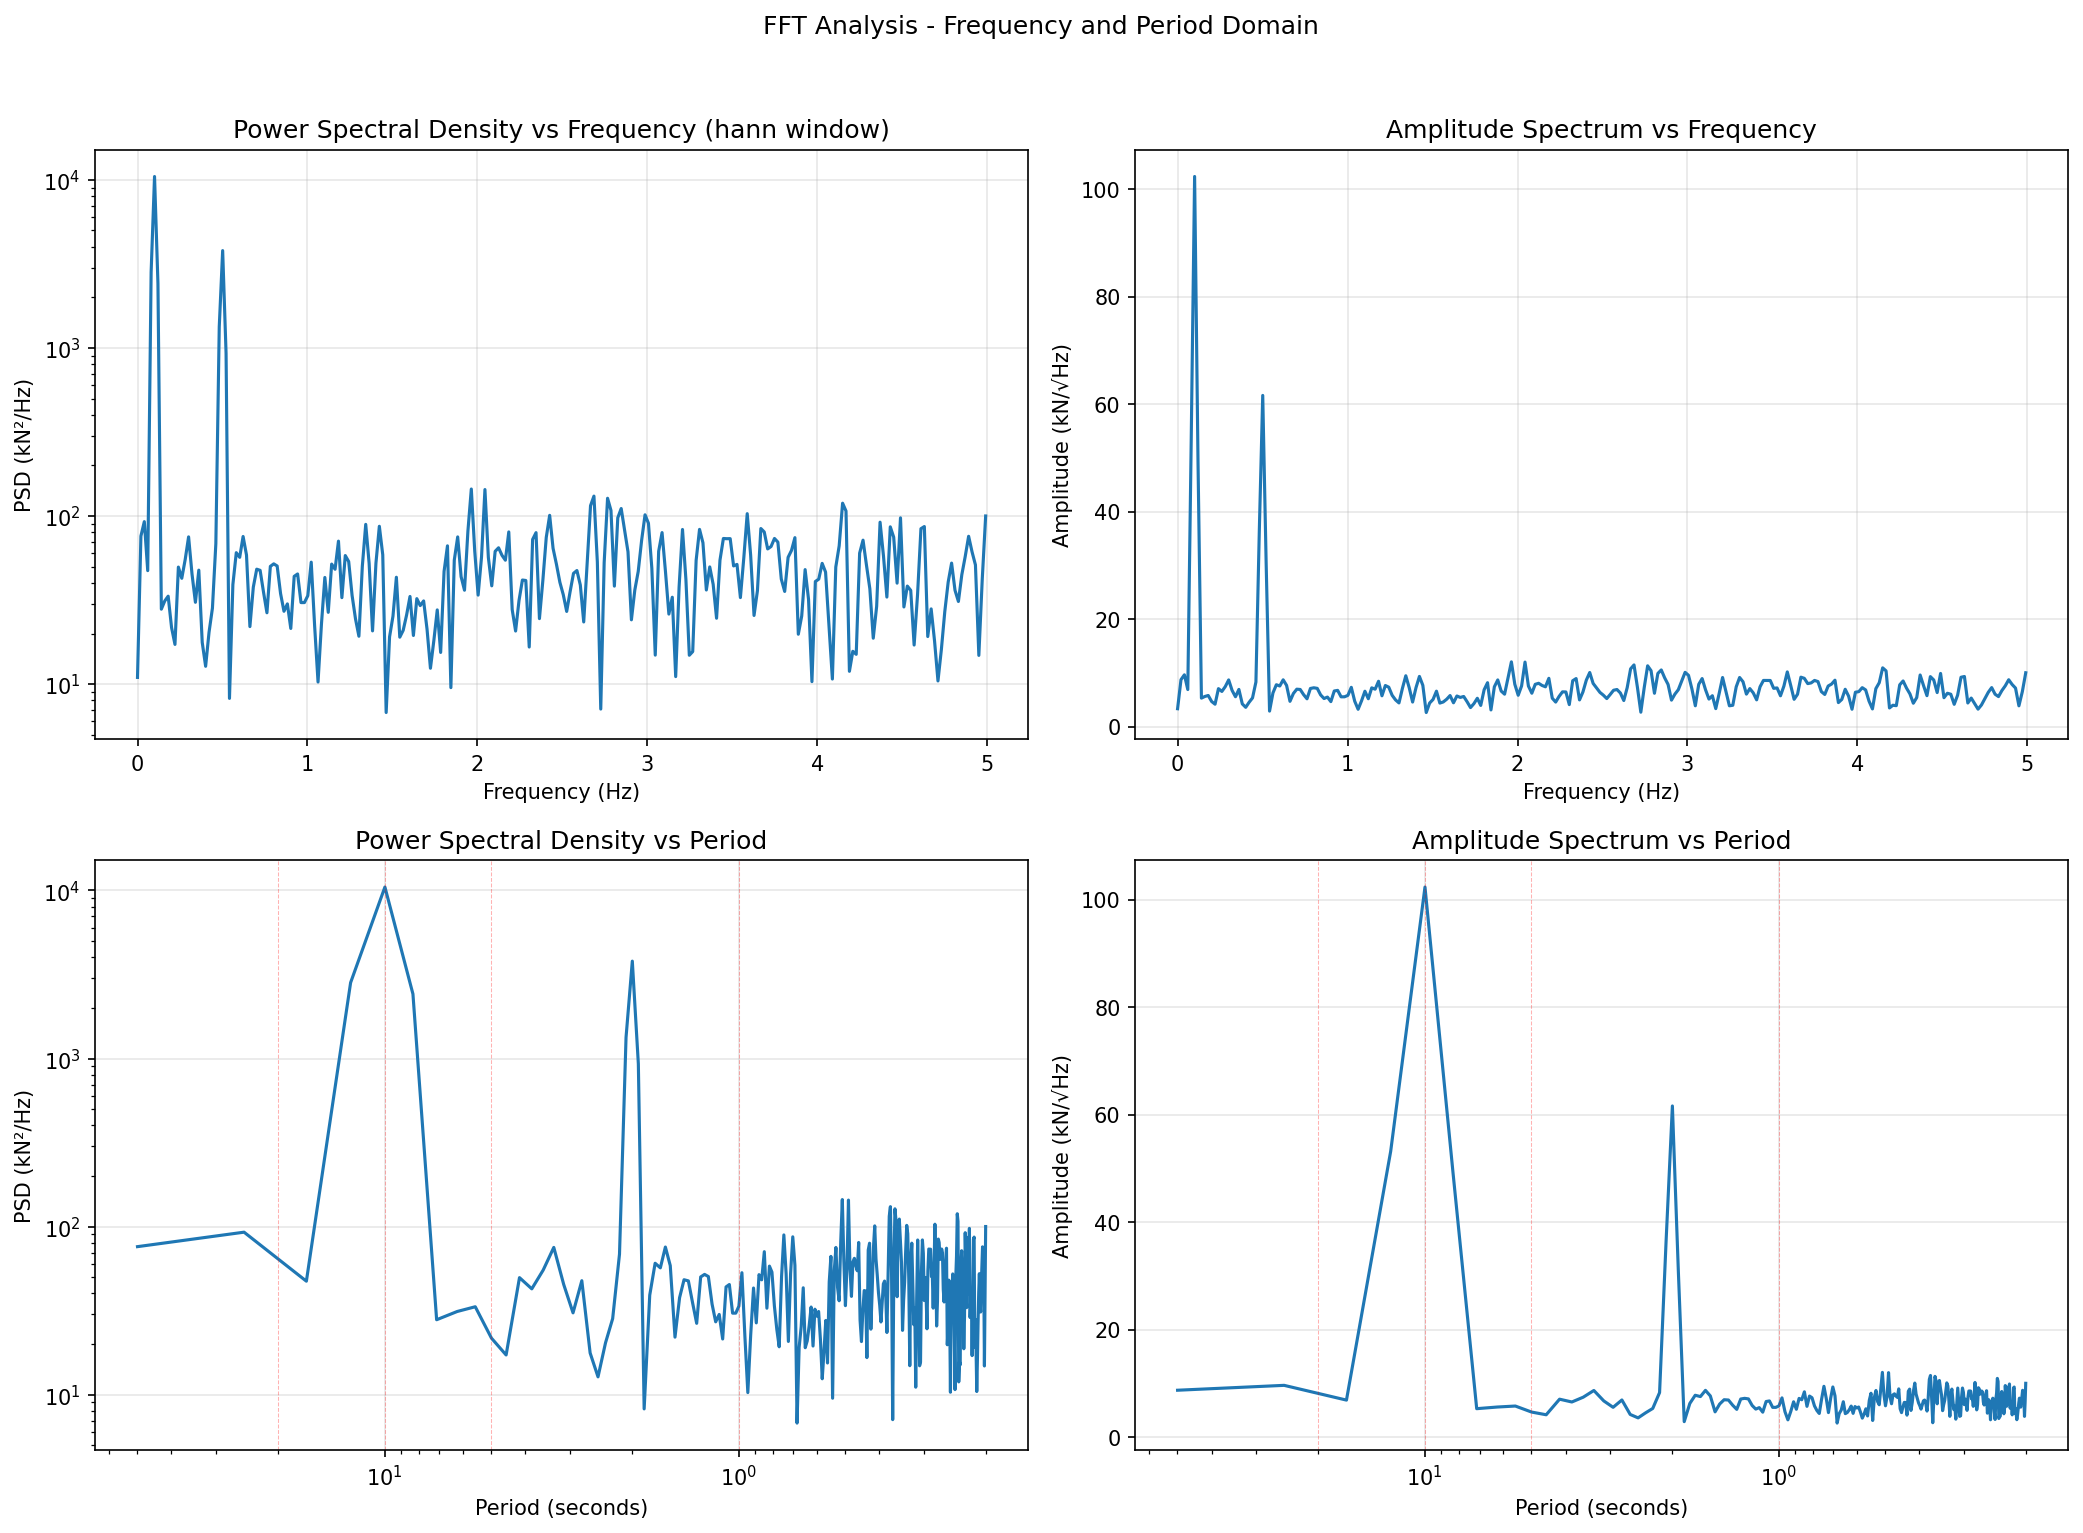 FFT Analysis - Frequency and Period Domain
Power Spectral Density vs Frequency (hann window)
PSD (kN²/Hz)
10⁴
10³
10²
10¹
0 1 2 3 4 5
Frequency (Hz)
Amplitude Spectrum vs Frequency
Amplitude (kN/√Hz)
100
80
60
40
20
0
0 1 2 3 4 5
Frequency (Hz)
Power Spectral Density vs Period
PSD (kN²/Hz)
10⁴
10³
10²
10¹
10¹ 10⁰
Period (seconds)
Amplitude Spectrum vs Period
Amplitude (kN/√Hz)
100
80
60
40
20
0
10¹ 10⁰
Period (seconds)